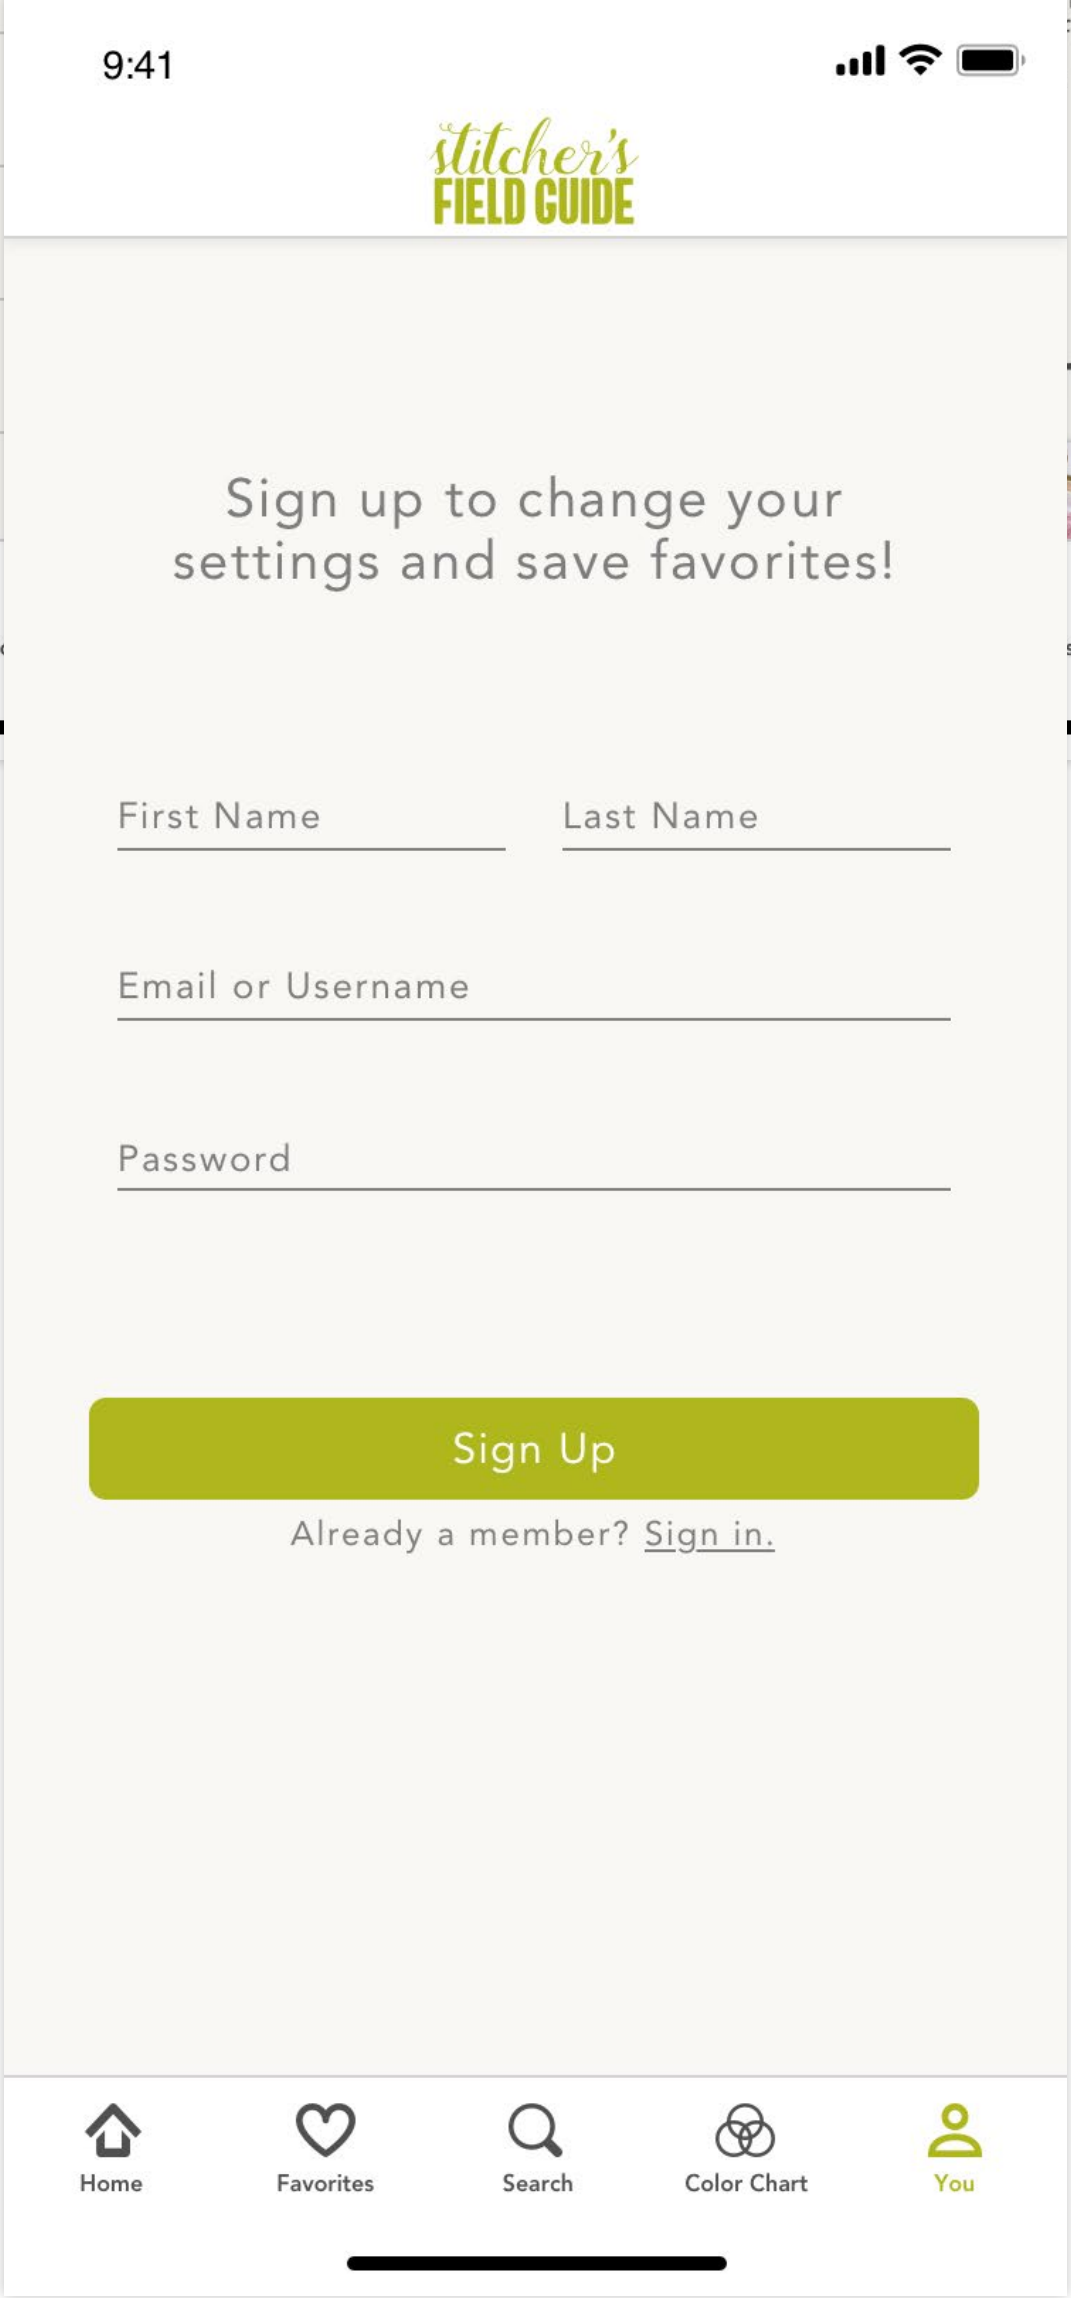 9:41
stitcher's
FIELD GUIDE
Sign up to change your
settings and save favorites!
First Name
Last Name
Email or Username
Password
Sign Up
Already a member? Sign in.
Home
Favorites
Search
Color Chart
You